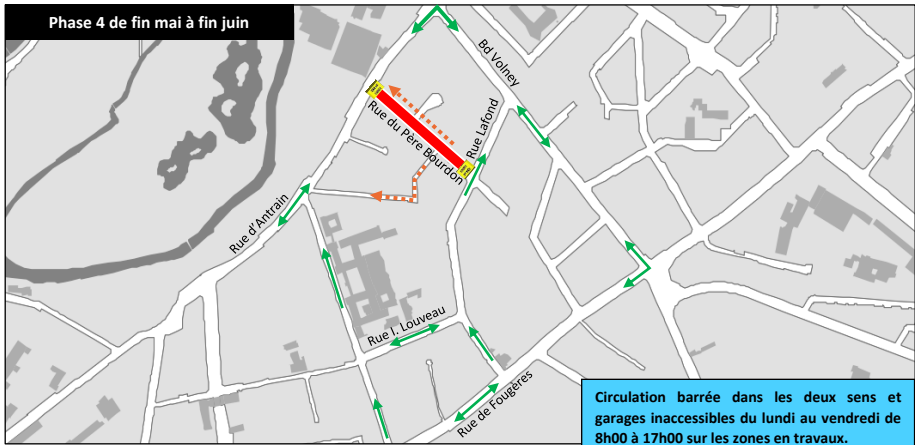 Phase 4 de fin mai à fin juin
Bd Volney
Rue du Père Bourdon
Rue Lafond
Rue d'Antrain
Rue I. Louveau
Rue de Fougères
Circulation barrée dans les deux sens et
garages inaccessibles du lundi au vendredi de
8h00 à 17h00 sur les zones en travaux.